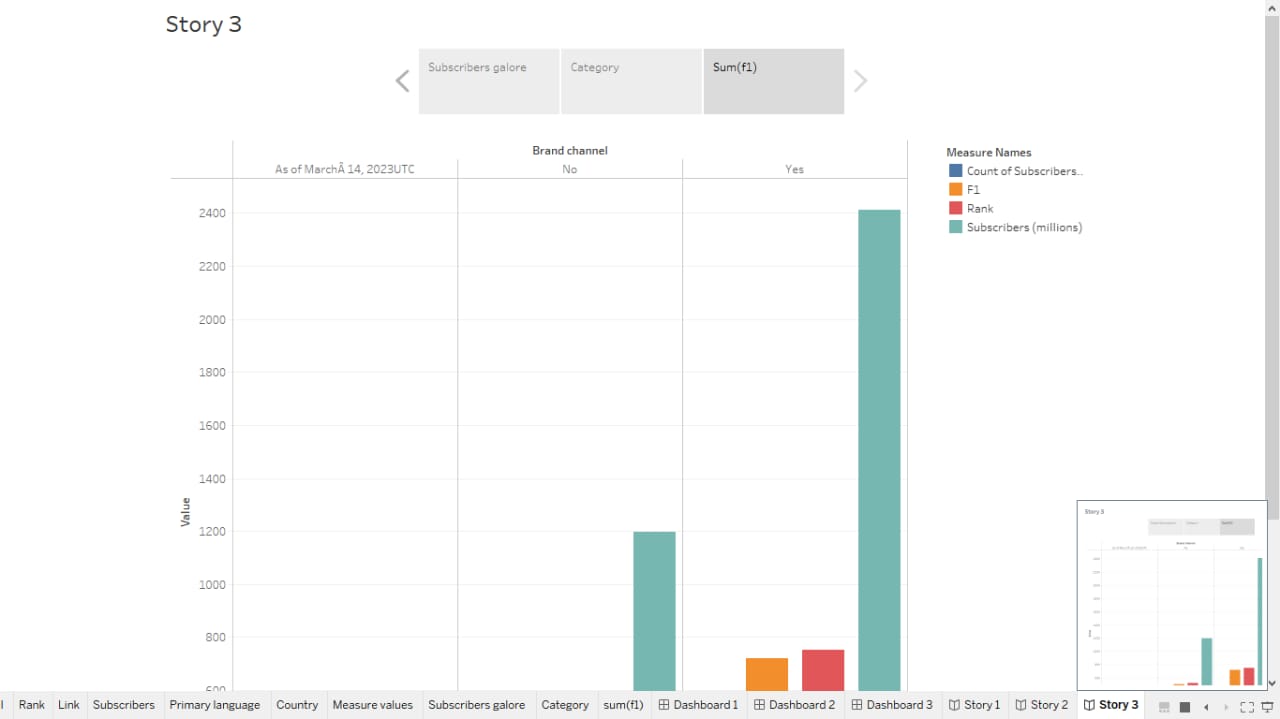 Story 3
Subscribers galore
Category
Sum(f1)
Brand channel
As of MarchÂ 14, 2023UTC
No
Yes
2400
2200
2000
1800
1600
1400
1200
1000
800
600
Value
Measure Names
Count of Subscribers..
F1
Rank
Subscribers (millions)
Story 3
Rank
Link
Subscribers
Primary language
Country
Measure values
Subscribers galore
Category
sum(f1)
Dashboard 1
Dashboard 2
Dashboard 3
Story 1
Story 2
Story 3